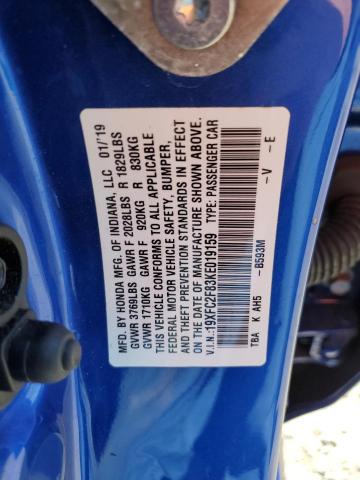 MFD. BY HONDA MFG. OF INDIANA, LLC 01/19
GVWR 3769LBS GAWR F 2028LBS R 1829LBS
GVWR 1710KG GAWR F 920KG R 830KG
THIS VEHICLE CONFORMS TO ALL APPLICABLE
FEDERAL MOTOR VEHICLE SAFETY, BUMPER,
AND THEFT PREVENTION STANDARDS IN EFFECT
ON THE DATE OF MANUFACTURE SHOWN ABOVE.
V.I.N.:19XFC2F83KE019159 TYPE: PASSENGER CAR
-B593M -V -E
TBA K AH5